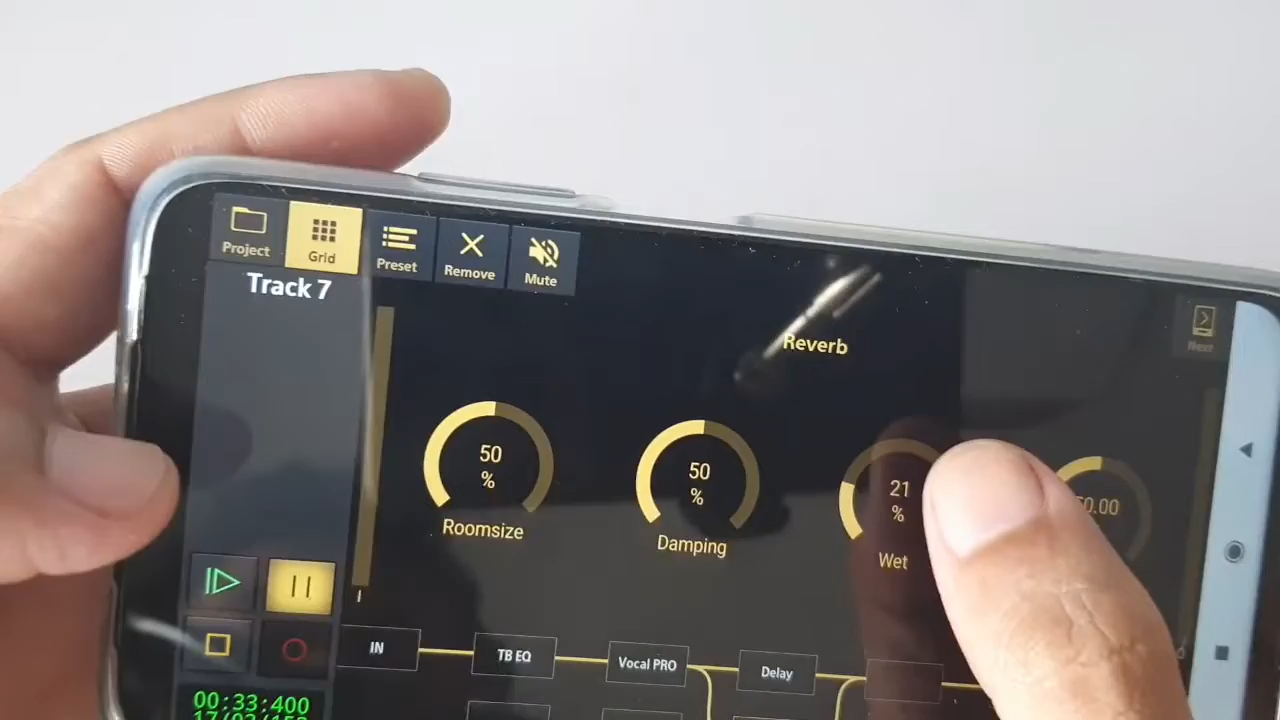 Project
Grid
Preset
Remove
Mute
Track 7
Reverb
Next
50
%
Roomsize
50
%
Damping
21
%
Wet
IN
TB EQ
Vocal PRO
Delay
00:33:400